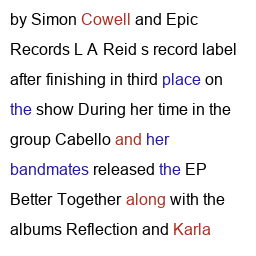 by Simon Cowell and Epic
Records L A Reid s record label
after finishing in third place on
the show During her time in the
group Cabello and her
bandmates released the EP
Better Together along with the
albums Reflection and Karla